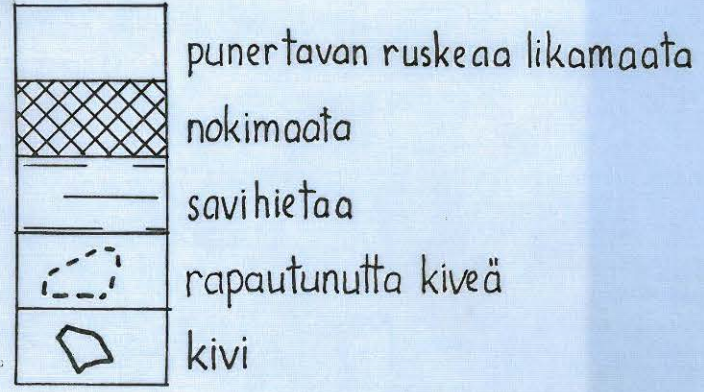 punertavan ruskeaa likamaata
nokimaata
savihietaa
rapautunutta kiveä
kivi